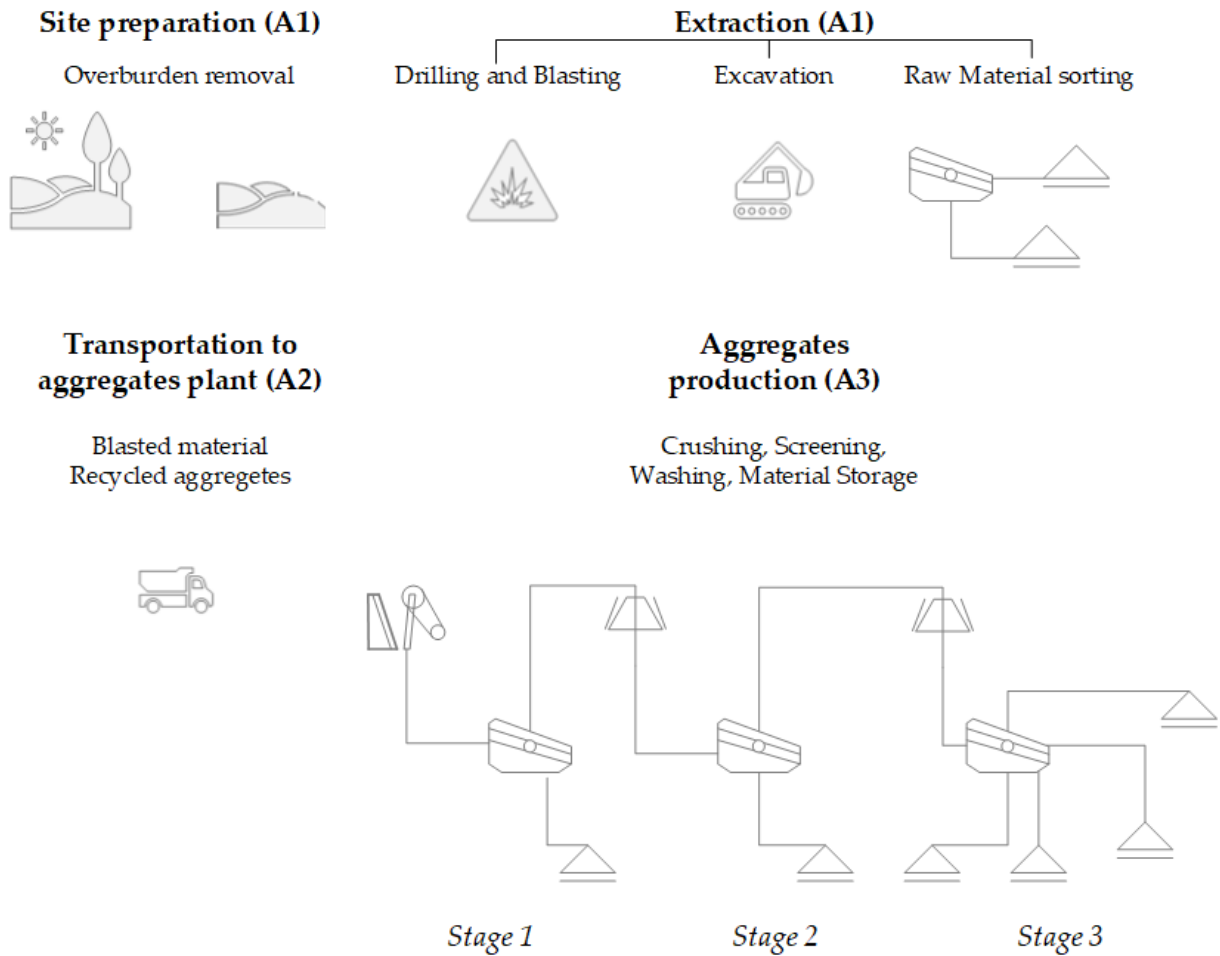 Site preparation (A1)
Overburden removal
Extraction (A1)
Drilling and Blasting
Excavation
Raw Material sorting
Transportation to
aggregates plant (A2)
Blasted material
Recycled aggregetes
Aggregates
production (A3)
Crushing, Screening,
Washing, Material Storage
Stage 1
Stage 2
Stage 3